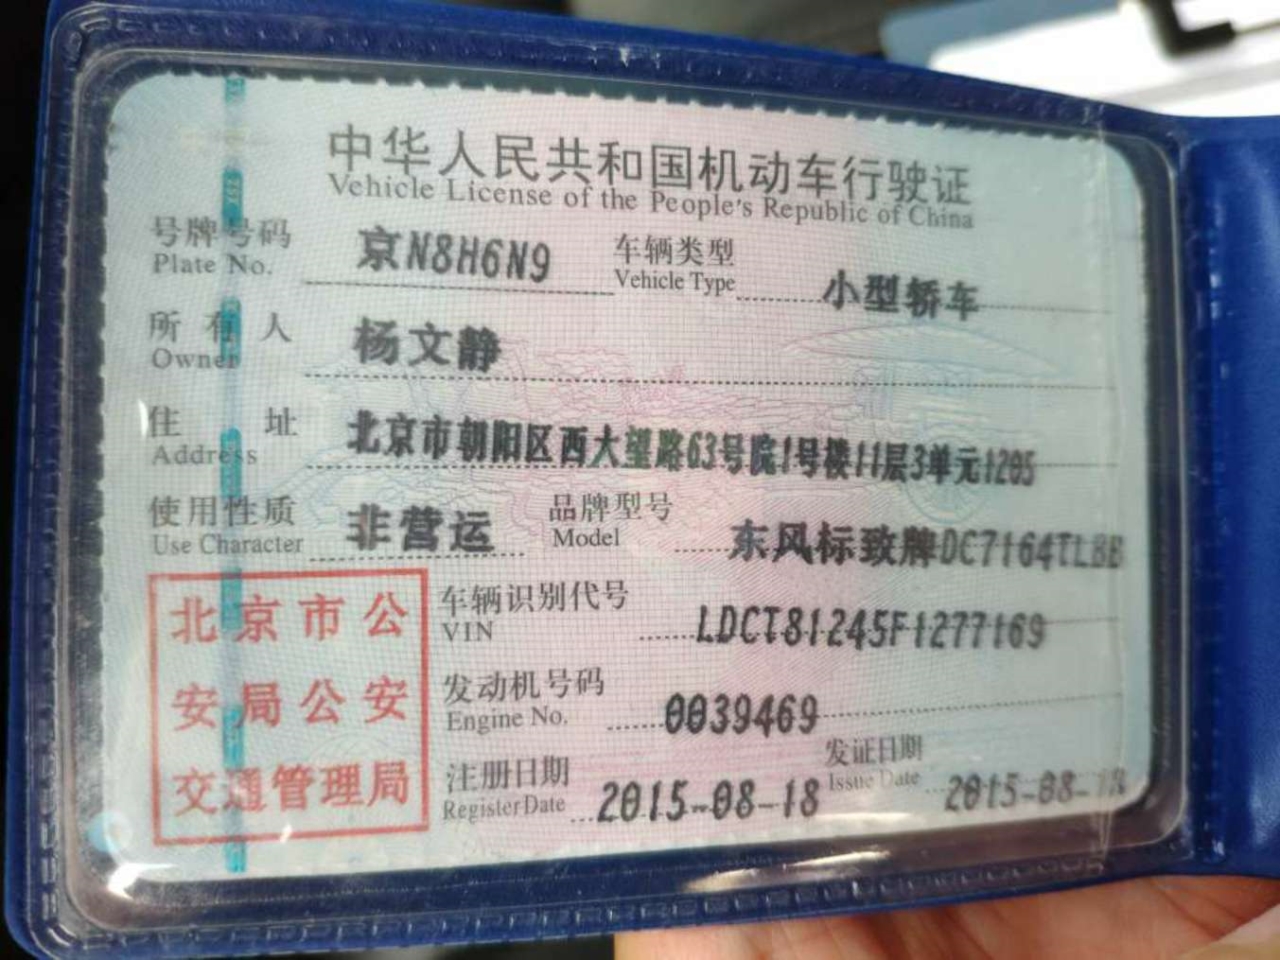 中华人民共和国机动车行驶证
Vehicle License of the People's Republic of China
号牌号码 京N8H6N9 车辆类型 小型轿车
Plate No. Vehicle Type
所有人 杨文静
Owner
住址 北京市朝阳区西大望路63号院1号楼11层3单元1205
Address
使用性质 非营运 品牌型号 东风标致牌DC7164TLBB
Use Character Model
北京市公
安局公安
交通管理局
车辆识别代号 LDCT81245F1277169
VIN
发动机号码 0039469
Engine No.
注册日期 2015-08-18 发证日期 2015-08-18
Register Date Issue Date